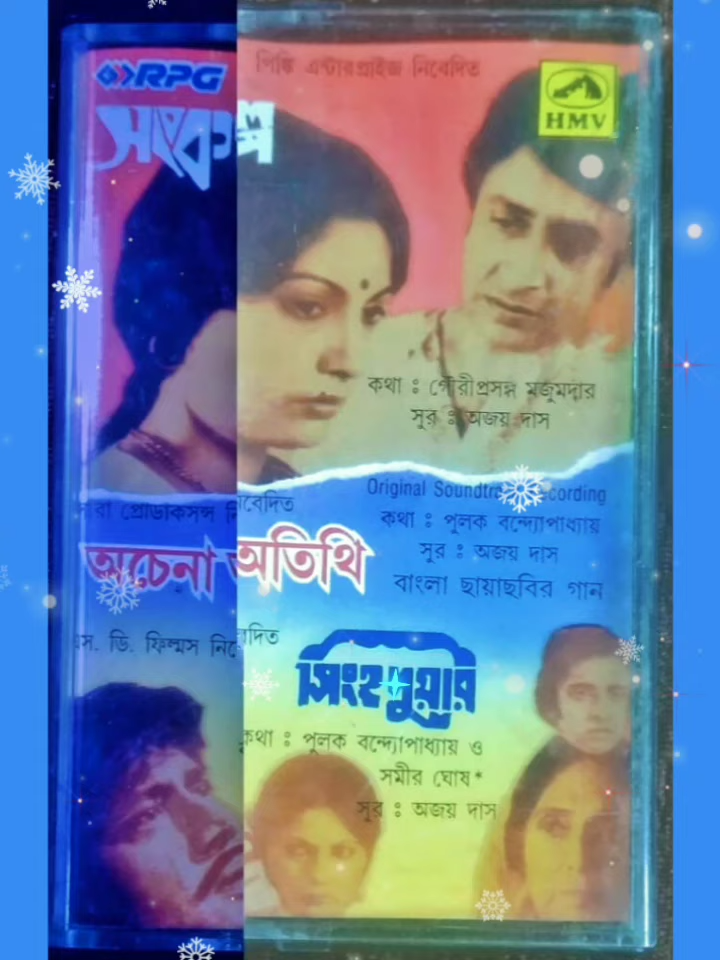 RPG
পিঙ্কি এন্টারপ্রাইজ নিবেদিত
HMV
সংকল্প
কথা : গৌরীপ্রসন্ন মজুমদার
সুর : অজয় দাস
প্রোডাকসন্স নিবেদিত
Original Soundtrack Recording
কথা : পুলক বন্দ্যোপাধ্যায়
সুর : অজয় দাস
অচেনা অতিথি
বাংলা ছায়াছবির গান
এস. ডি. ফিল্মস নিবেদিত
সিংহদুয়ার
কথা : পুলক বন্দ্যোপাধ্যায় ও
সমীর ঘোষ*
সুর : অজয় দাস